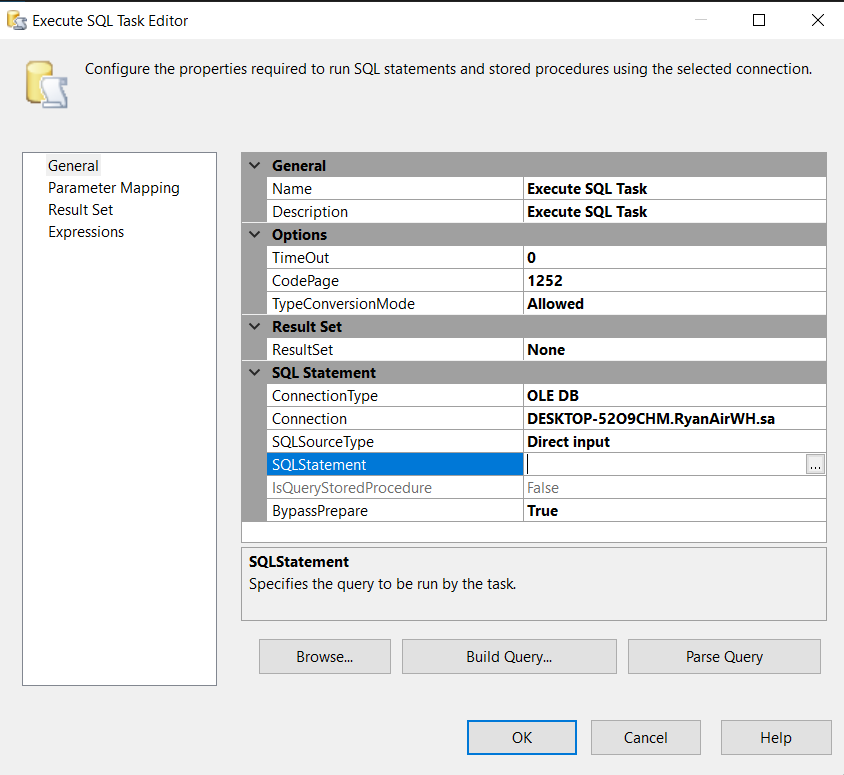 Execute SQL Task Editor
Configure the properties required to run SQL statements and stored procedures using the selected connection.
General
Parameter Mapping
Result Set
Expressions
General
Name Execute SQL Task
Description Execute SQL Task
Options
TimeOut 0
CodePage 1252
TypeConversionMode Allowed
Result Set
ResultSet None
SQL Statement
ConnectionType OLE DB
Connection DESKTOP-52O9CHM.RyanAirWH.sa
SQLSourceType Direct input
SQLStatement ...
IsQueryStoredProcedure False
BypassPrepare True
SQLStatement
Specifies the query to be run by the task.
Browse... Build Query... Parse Query
OK Cancel Help